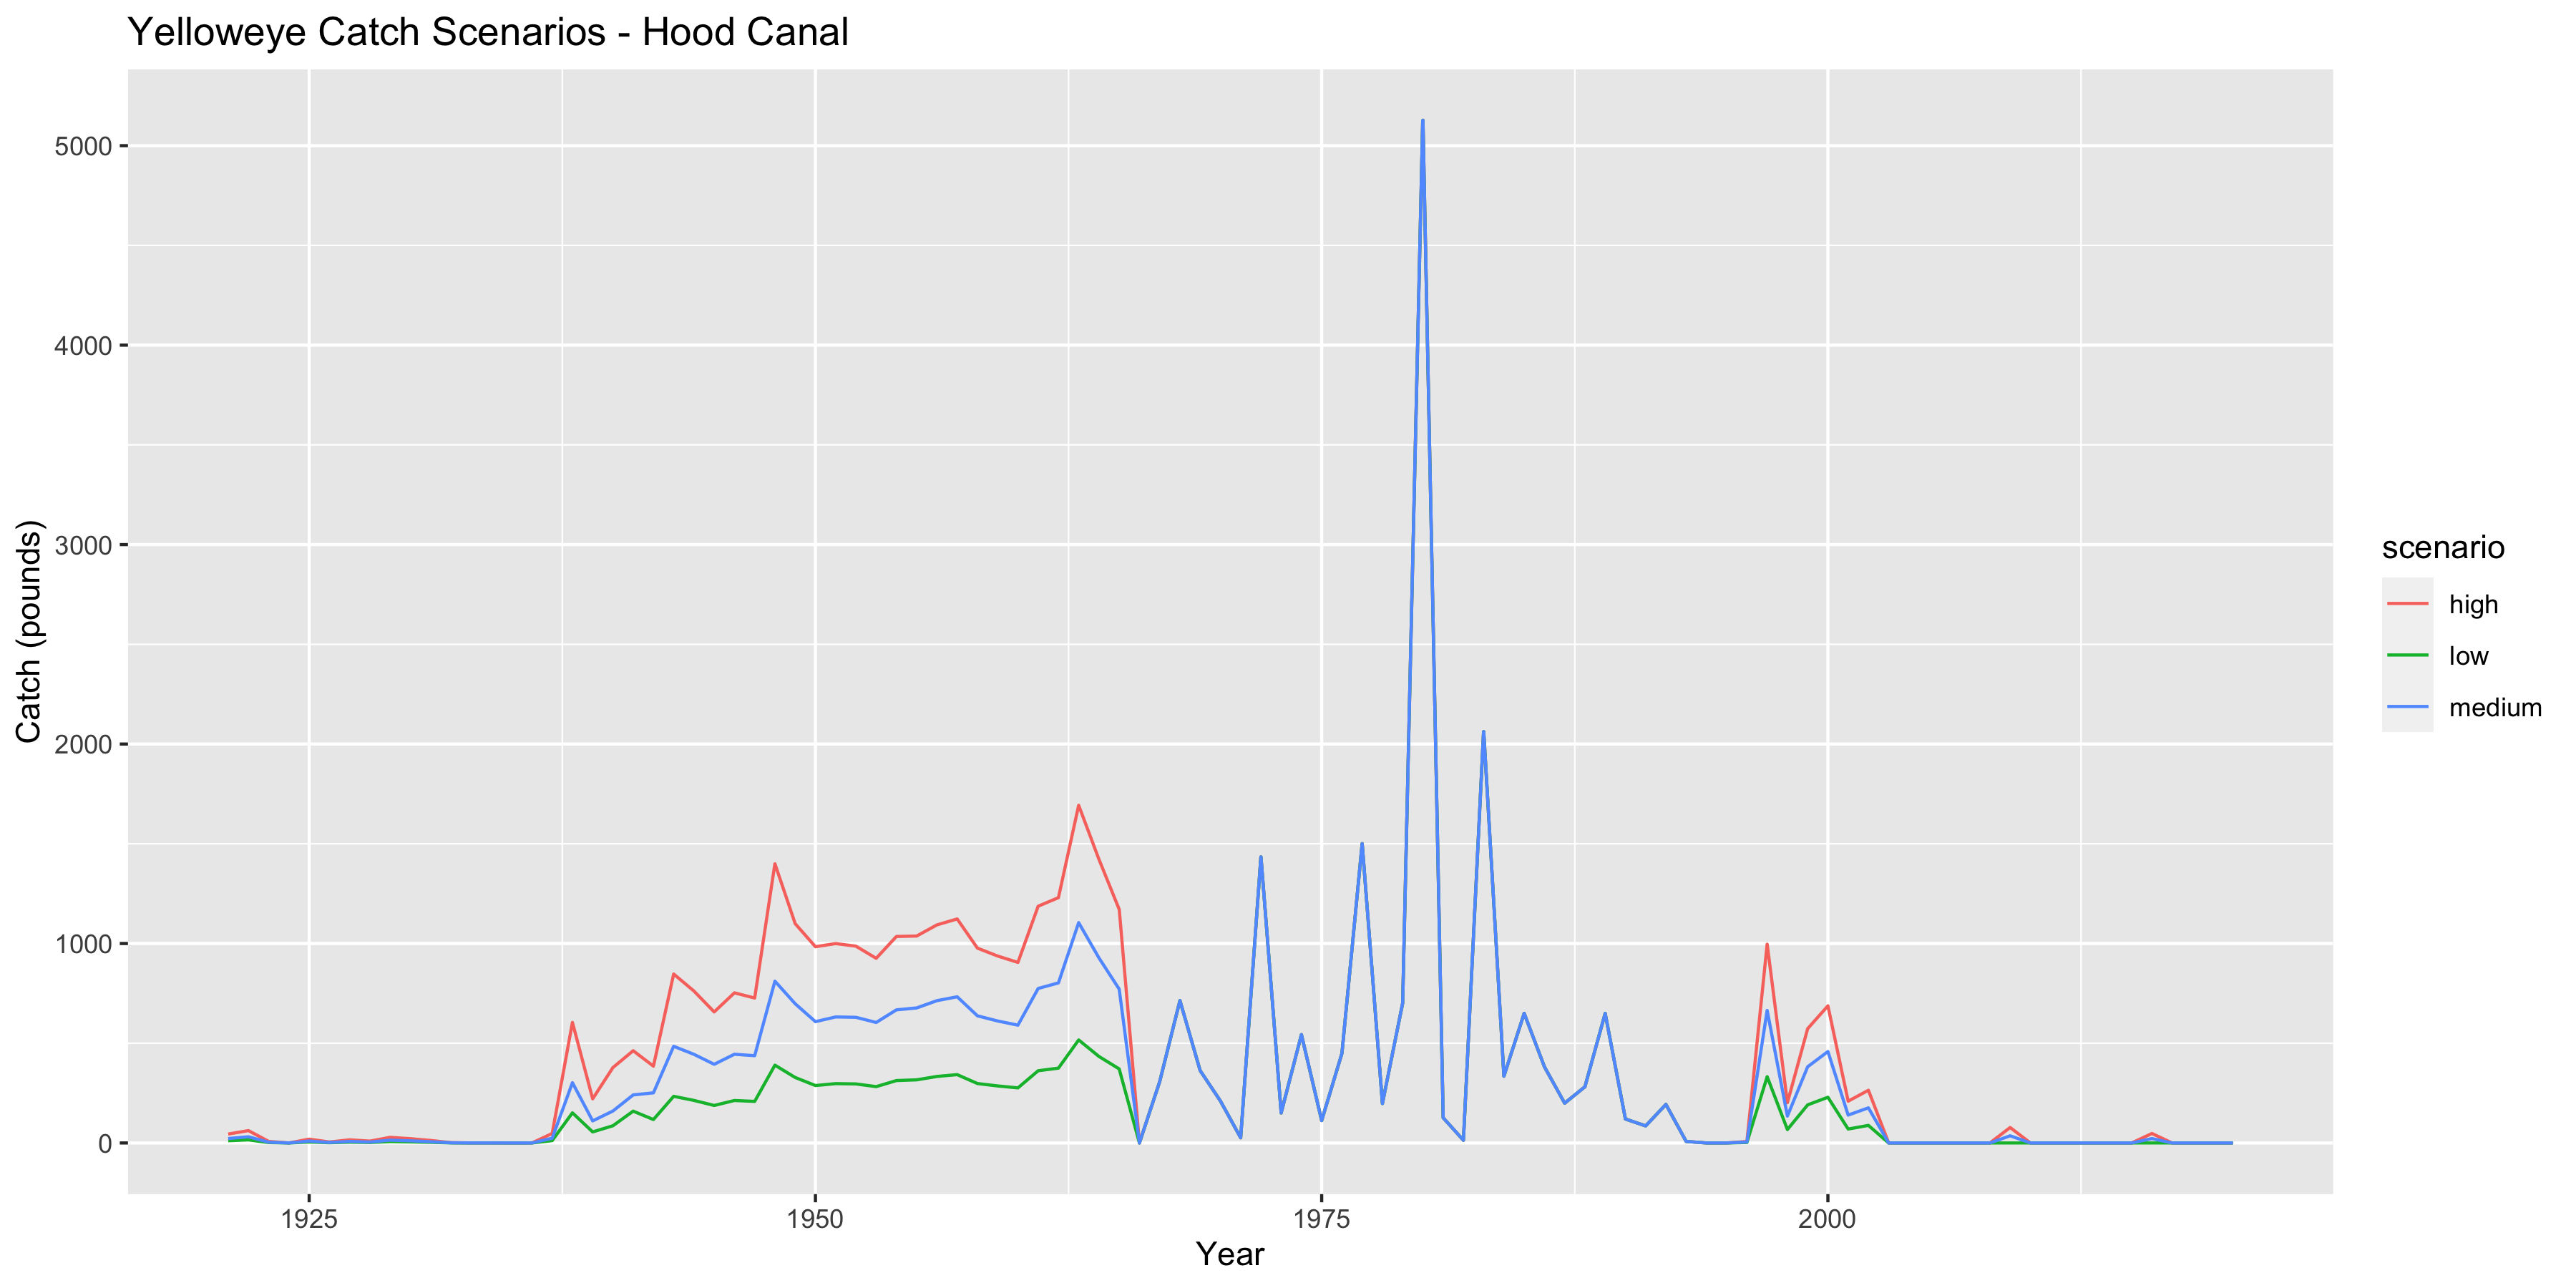 Yelloweye Catch Scenarios - Hood Canal
5000
4000
3000
2000
1000
0
Catch (pounds)
1925
1950
1975
2000
Year
scenario
high
low
medium